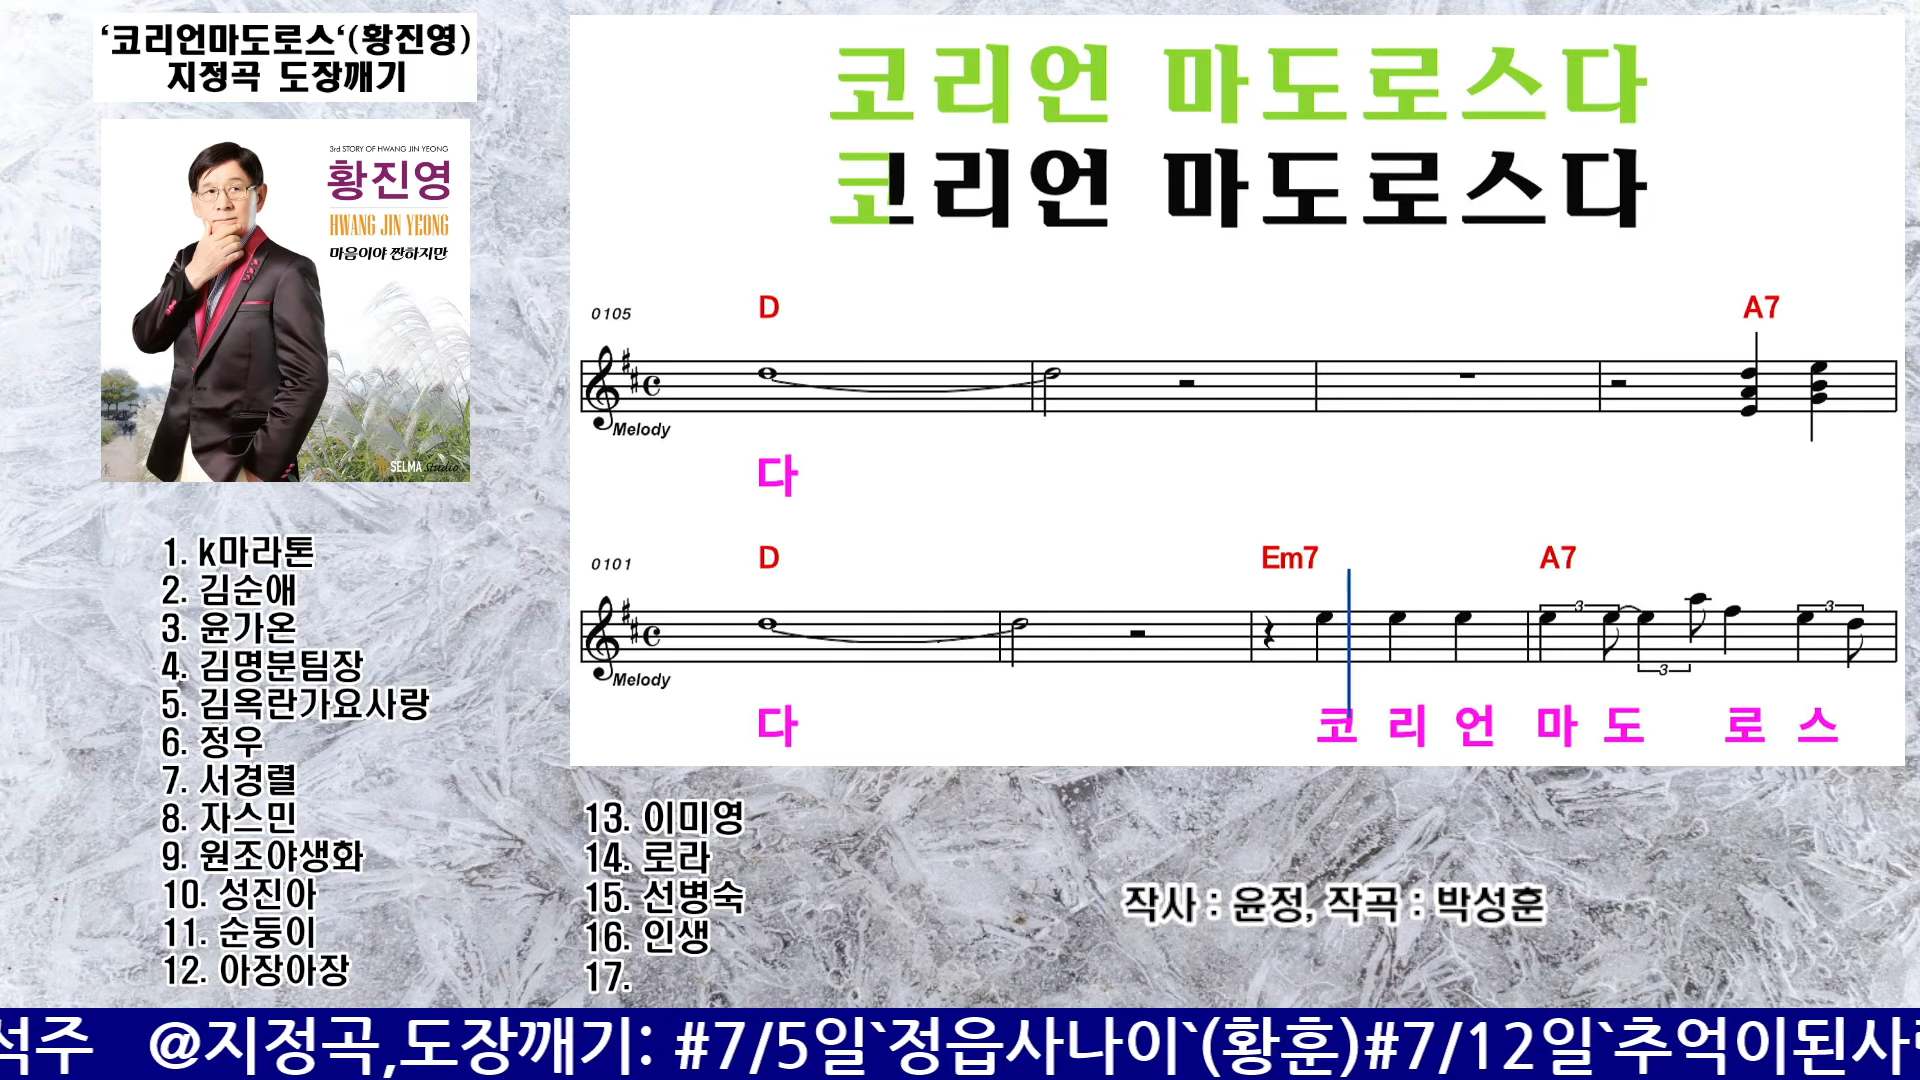 ‘코리언마도로스‘(황진영)
지정곡 도장깨기
3rd STORY OF HWANG JIN YEONG
황진영
HWANG JIN YEONG
마음이야 짠하지만
SELMA Studio
코리언 마도로스다
코리언 마도로스다
0105
D
A7
Melody
다
0101
D
Em7
A7
3
3
3
Melody
다
코 리 언 마 도 로 스
1. k마라톤
2. 김순애
3. 윤가온
4. 김명분팀장
5. 김옥란가요사랑
6. 정우
7. 서경렬
8. 자스민
9. 원조야생화
10. 성진아
11. 순둥이
12. 아장아장
13. 이미영
14. 로라
15. 선병숙
16. 인생
17.
작사 : 윤정, 작곡 : 박성훈
석주 @지정곡,도장깨기: #7/5일`정읍사나이`(황훈)#7/12일`추억이된사